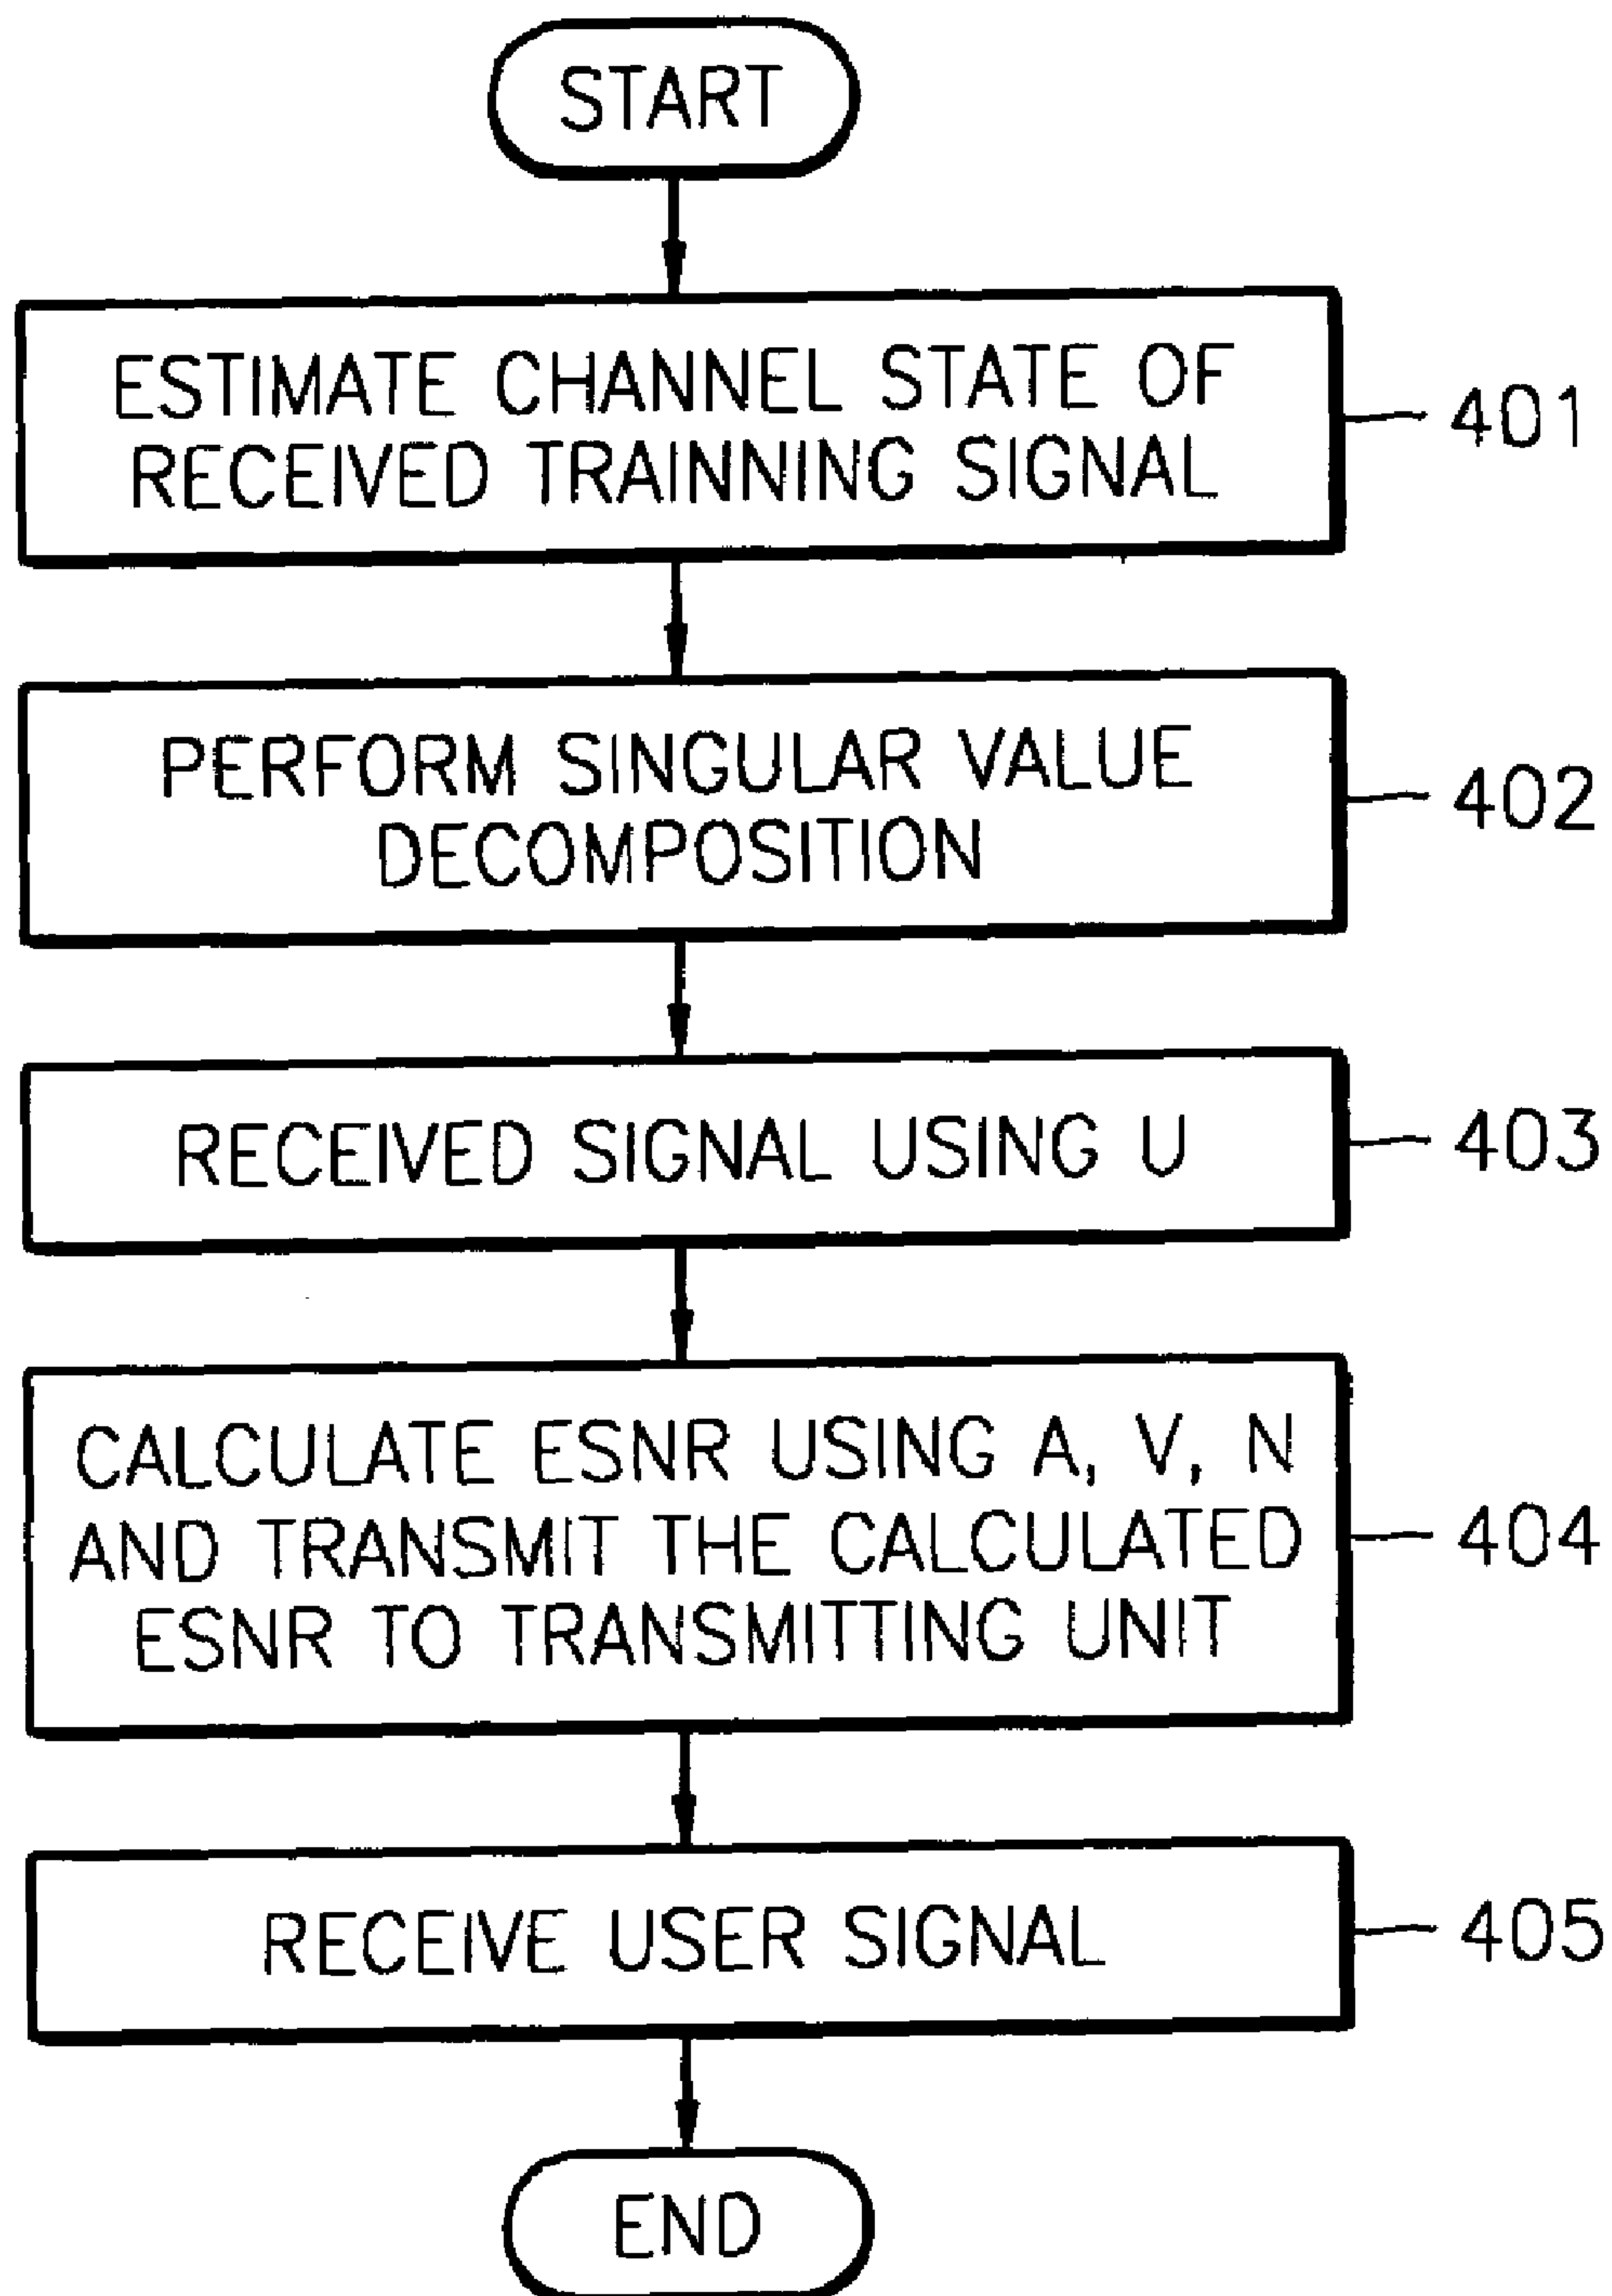 START
ESTIMATE CHANNEL STATE OF
RECEIVED TRAINNING SIGNAL
401
PERFORM SINGULAR VALUE
DECOMPOSITION
402
RECEIVED SIGNAL USING U
403
CALCULATE ESNR USING A, V, N
AND TRANSMIT THE CALCULATED
ESNR TO TRANSMITTING UNIT
404
RECEIVE USER SIGNAL
405
END